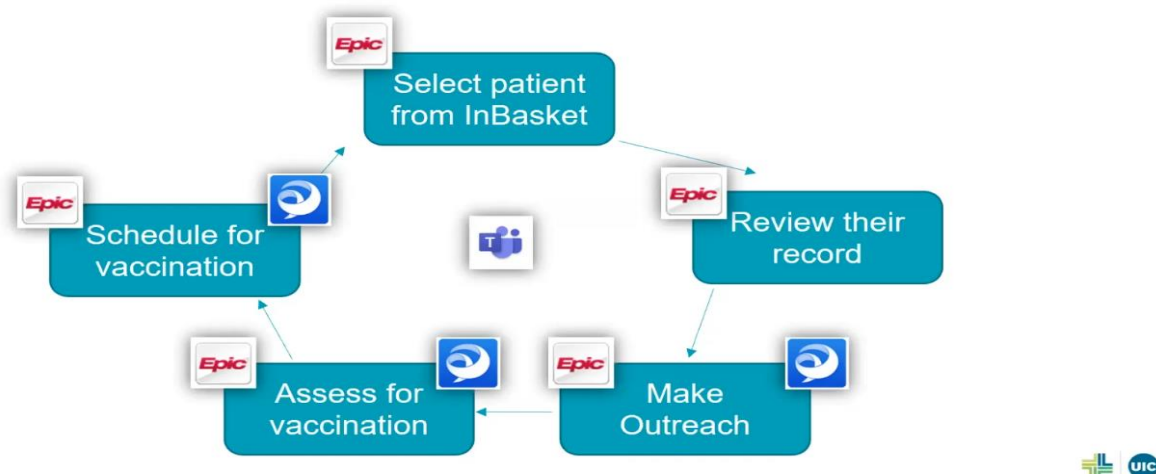 Epic
Select patient
from InBasket
Epic
Review their
record
Epic
Make
Outreach
Epic
Assess for
vaccination
Epic
Schedule for
vaccination
T
UIC